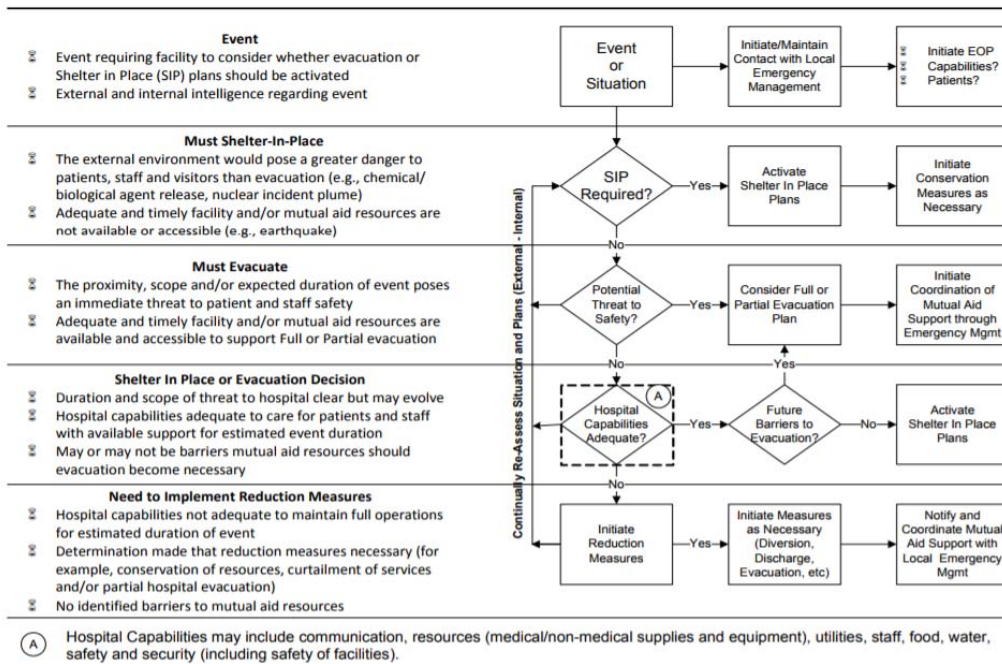 Event
Event requiring facility to consider whether evacuation or
Shelter in Place (SIP) plans should be activated
External and internal intelligence regarding event
Event
or
Situation
Initiate/Maintain
Contact with Local
Emergency
Management
Initiate EOP
Capabilities?
Patients?
Must Shelter-In-Place
The external environment would pose a greater danger to
patients, staff and visitors than evacuation (e.g., chemical/
biological agent release, nuclear incident plume)
Adequate and timely facility and/or mutual aid resources are
not available or accessible (e.g., earthquake)
SIP
Required?
Yes
Activate
Shelter In Place
Plans
Initiate
Conservation
Measures as
Necessary
No
Must Evacuate
The proximity, scope and/or expected duration of event poses
an immediate threat to patient and staff safety
Adequate and timely facility and/or mutual aid resources are
available and accessible to support Full or Partial evacuation
Continually Re-Assess Situation and Plans (External - Internal)
Potential
Threat to
Safety?
Yes
Consider Full or
Partial Evacuation
Plan
Initiate
Coordination of
Mutual Aid
Support through
Emergency Mgmt
No
Yes
Shelter In Place or Evacuation Decision
Duration and scope of threat to hospital clear but may evolve
Hospital capabilities adequate to care for patients and staff
with available support for estimated event duration
May or may not be barriers mutual aid resources should
evacuation become necessary
A
Hospital
Capabilities
Adequate?
Yes
Future
Barriers to
Evacuation?
No
Activate
Shelter In Place
Plans
No
Need to Implement Reduction Measures
Hospital capabilities not adequate to maintain full operations
for estimated duration of event
Determination made that reduction measures necessary (for
example, conservation of resources, curtailment of services
and/or partial hospital evacuation)
No identified barriers to mutual aid resources
Initiate
Reduction
Measures
Yes
Initiate Measures
as Necessary
(Diversion,
Discharge,
Evacuation, etc)
Notify and
Coordinate Mutual
Aid Support with
Local Emergency
Mgmt
A
Hospital Capabilities may include communication, resources (medical/non-medical supplies and equipment), utilities, staff, food, water,
safety and security (including safety of facilities).